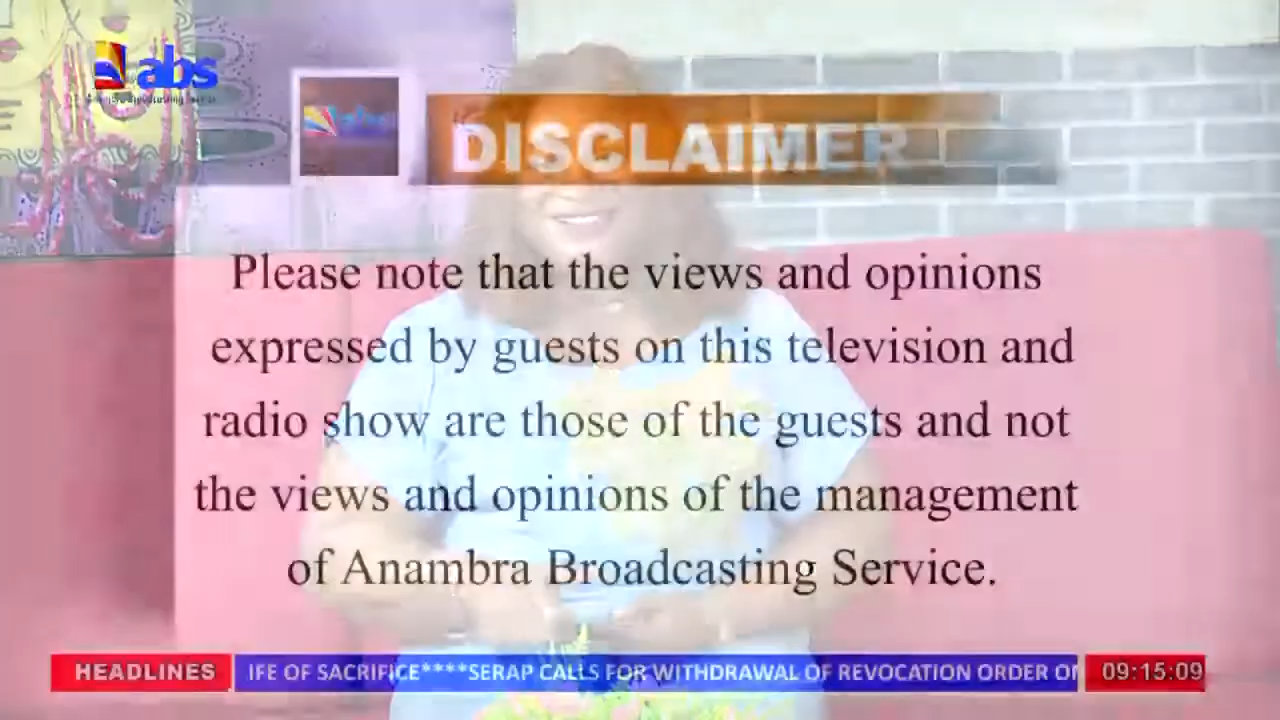 abs
DISCLAIMER
Please note that the views and opinions
expressed by guests on this television and
radio show are those of the guests and not
the views and opinions of the management
of Anambra Broadcasting Service.
HEADLINES
IFE OF SACRIFICE****SERAP CALLS FOR WITHDRAWAL OF REVOCATION ORDER
09:15:09